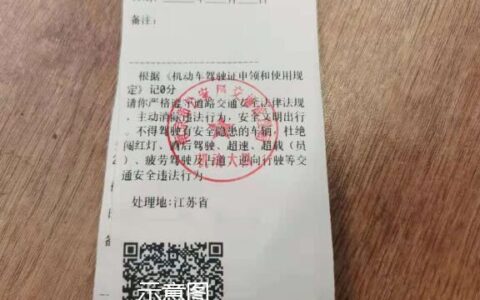 备注:
根据《机动车驾驶证申领和使用规
定》记0分
请你严格遵守道路交通安全法律法规
,主动消除违法行为,安全文明出行
,不得驾驶有安全隐患的车辆,杜绝
闯红灯、酒后驾驶、超速、超载(员
)、疲劳驾驶及占道、逆向行驶等交
通安全违法行为
处理地:江苏省
示意图